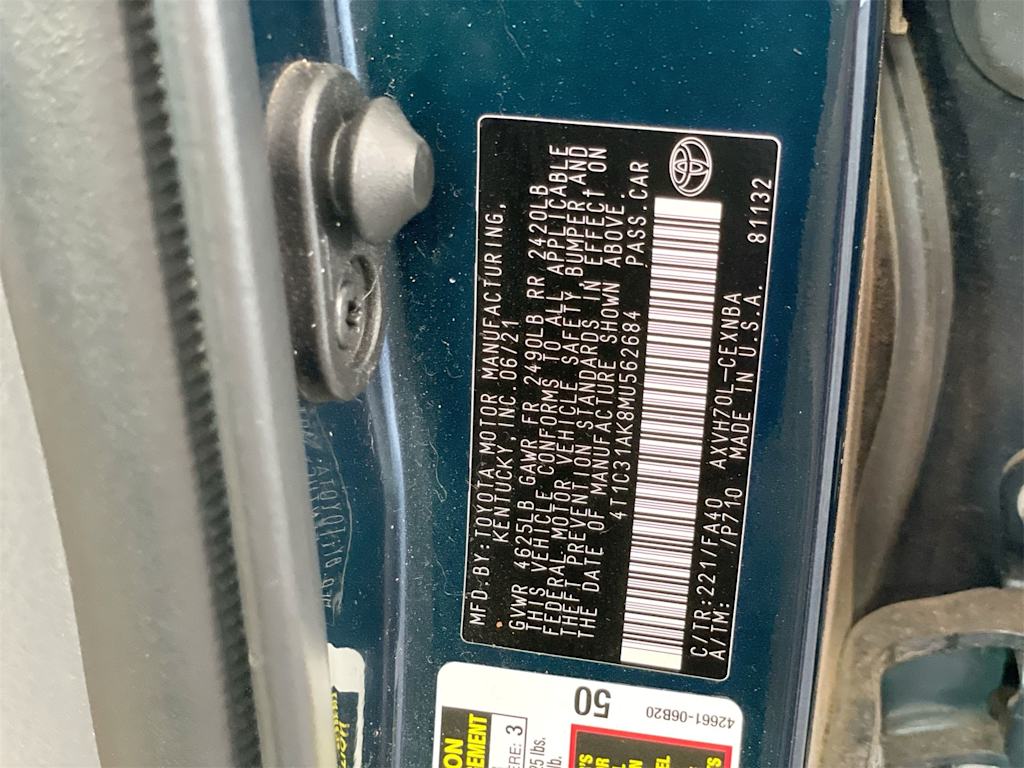 MFD.BY:TOYOTA MOTOR MANUFACTURING,
KENTUCKY,INC.06/21
GVWR 4625LB GAWR FR 2490LB RR 2420LB
THIS VEHICLE CONFORMS TO ALL APPLICABLE
FEDERAL MOTOR VEHICLE SAFETY,BUMPER,AND
THEFT PREVENTION STANDARDS IN EFFECT ON
THE DATE OF MANUFACTURE SHOWN ABOVE.
4T1C31AK8MU562684 PASS.CAR
C/TR:221/FA40 AXVH70L-CEXNBA
A/TM: /P710 MADE IN U.S.A. 81132
50
42661-06B20